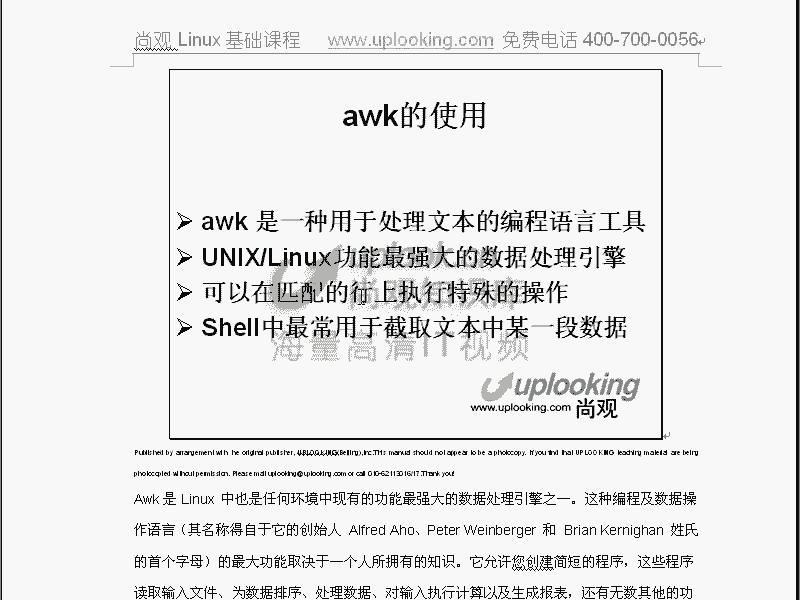 尚观 Linux 基础课程 www.uplooking.com 免费电话 400-700-0056
awk的使用
awk 是一种用于处理文本的编程语言工具
UNIX/Linux功能最强大的数据处理引擎
可以在匹配的行上执行特殊的操作
Shell中最常用于截取文本中某一段数据
海量高清IT视频
uplooking
www.uplooking.com 尚观
Published by arrangement with the original publisher, UPLOOKING(Beijing),Inc.This manual should not appear to be a photocopy. If you find that UPLOOKING teaching material are being
photocopied without permission. Please mail uplooking@uplooking.com or call 010-62113016/17.Thank you!
Awk 是 Linux 中也是任何环境中现有的功能最强大的数据处理引擎之一。这种编程及数据操
作语言（其名称得自于它的创始人 Alfred Aho、Peter Weinberger 和 Brian Kernighan 姓氏
的首个字母）的最大功能取决于一个人所拥有的知识。它允许您创建简短的程序，这些程序
读取输入文件、为数据排序、处理数据、对输入执行计算以及生成报表，还有无数其他的功